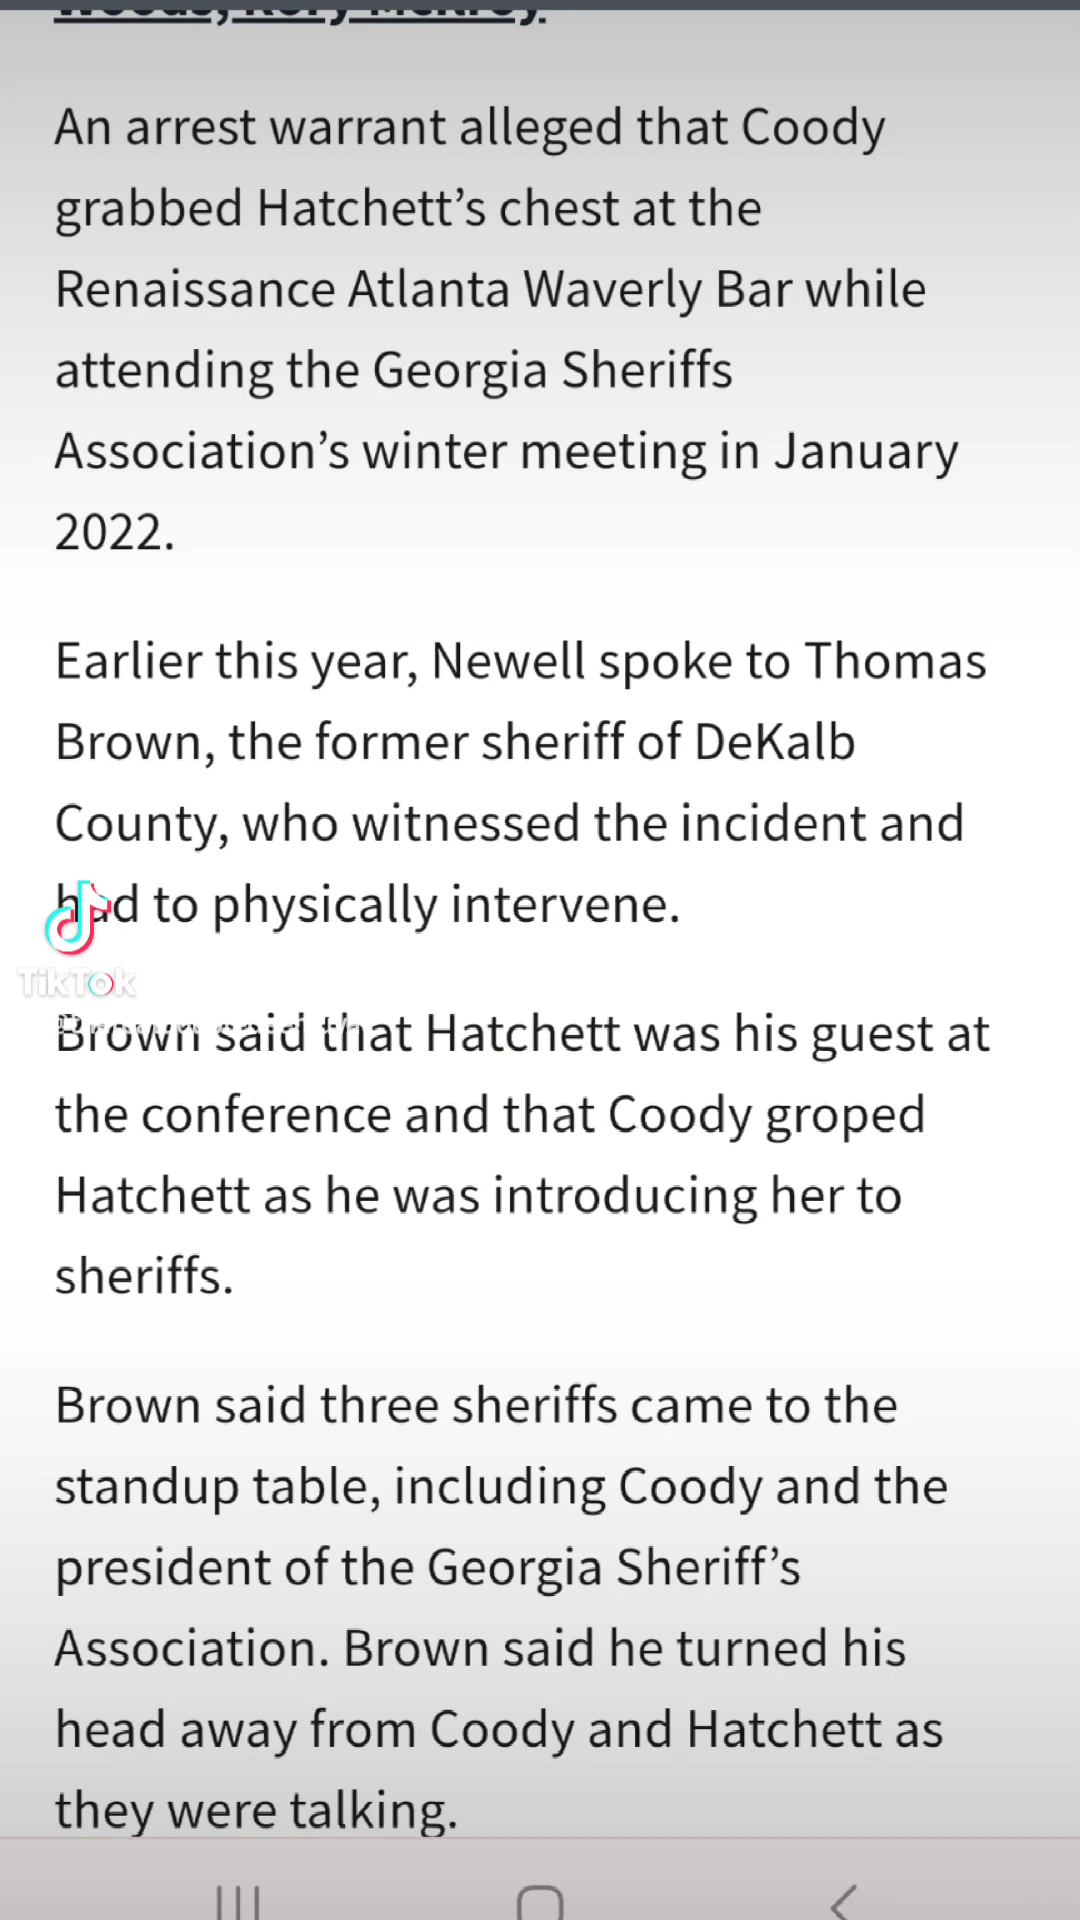 Woods, Rory McIlroy.
An arrest warrant alleged that Coody
grabbed Hatchett’s chest at the
Renaissance Atlanta Waverly Bar while
attending the Georgia Sheriffs
Association’s winter meeting in January
2022.
Earlier this year, Newell spoke to Thomas
Brown, the former sheriff of DeKalb
County, who witnessed the incident and
had to physically intervene.
TikTok
Brown said that Hatchett was his guest at
the conference and that Coody groped
Hatchett as he was introducing her to
sheriffs.
Brown said three sheriffs came to the
standup table, including Coody and the
president of the Georgia Sheriff’s
Association. Brown said he turned his
head away from Coody and Hatchett as
they were talking.